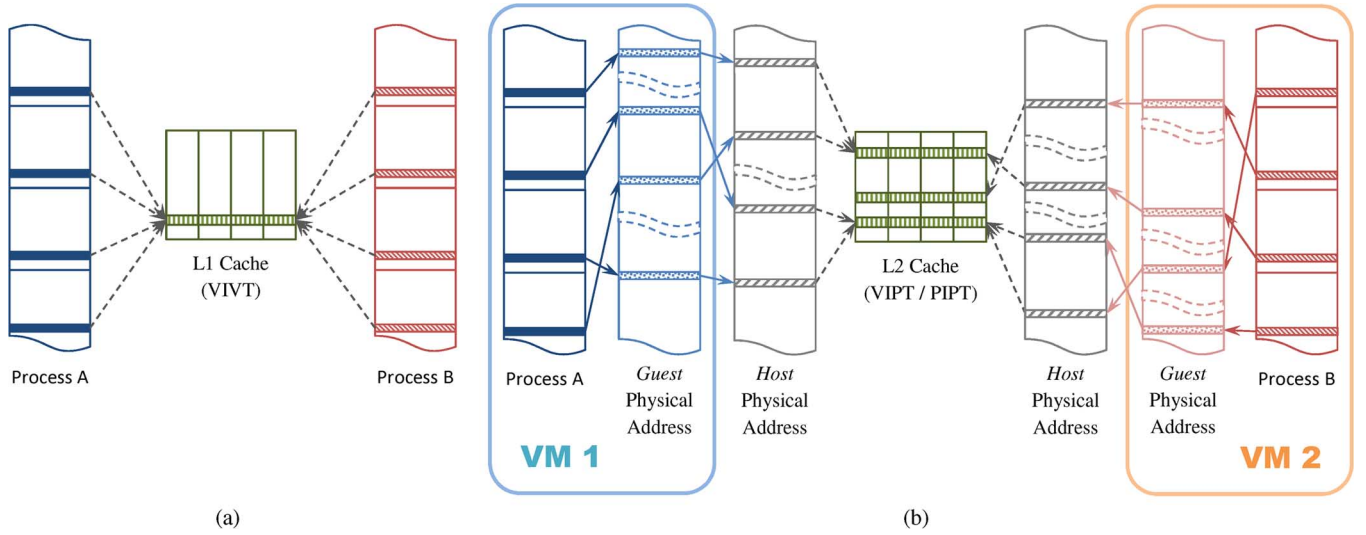 Process A
L1 Cache
(VIVT)
Process B
(a)
Process A
Guest
Physical
Address
VM 1
Host
Physical
Address
L2 Cache
(VIPT / PIPT)
Host
Physical
Address
Guest
Physical
Address
Process B
VM 2
(b)